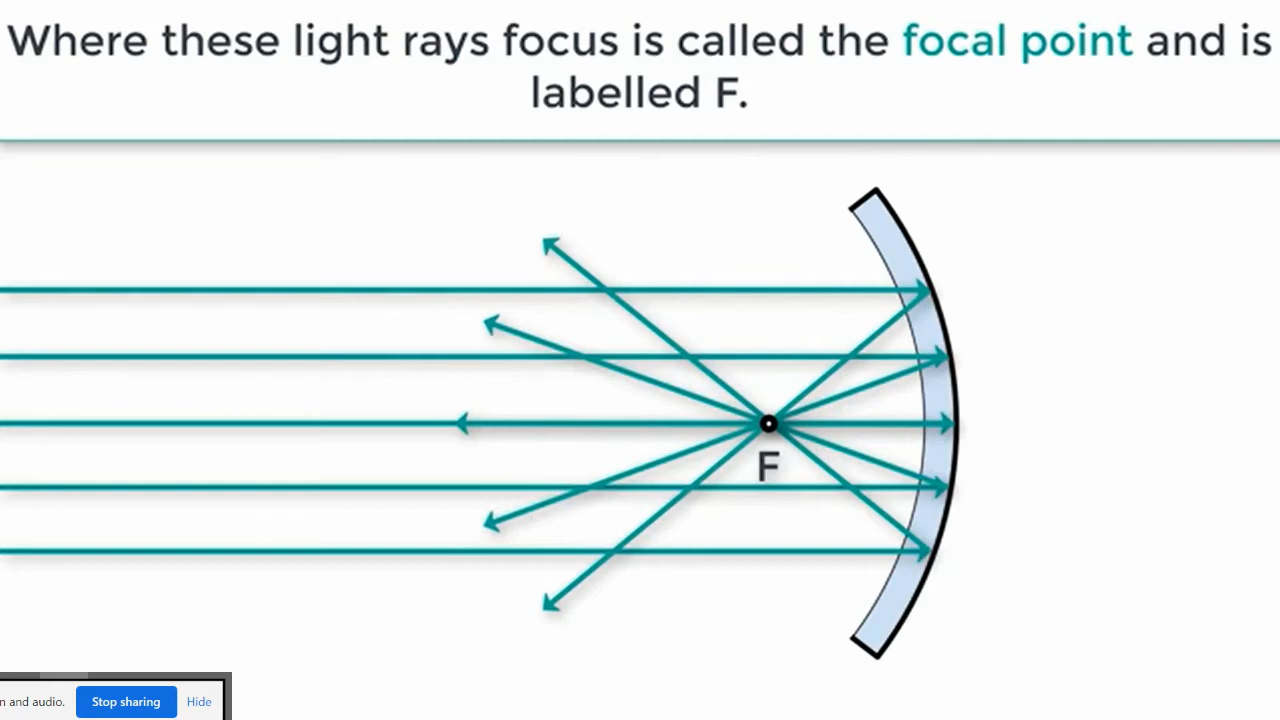 Where these light rays focus is called the focal point and is
labelled F.
F
n and audio. Stop sharing Hide